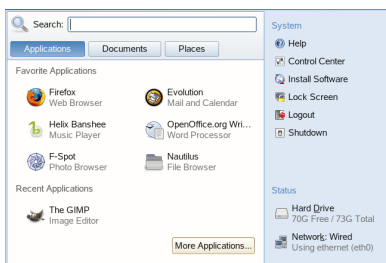 Search:
Applications Documents Places
Favorite Applications
Firefox
Web Browser
Evolution
Mail and Calendar
Helix Banshee
Music Player
OpenOffice.org Wri...
Word Processor
F-Spot
Photo Browser
Nautilus
File Browser
Recent Applications
The GIMP
Image Editor
More Applications...
System
Help
Control Center
Install Software
Lock Screen
Logout
Shutdown
Status
Hard Drive
70G Free / 73G Total
Network: Wired
Using ethernet (eth0)